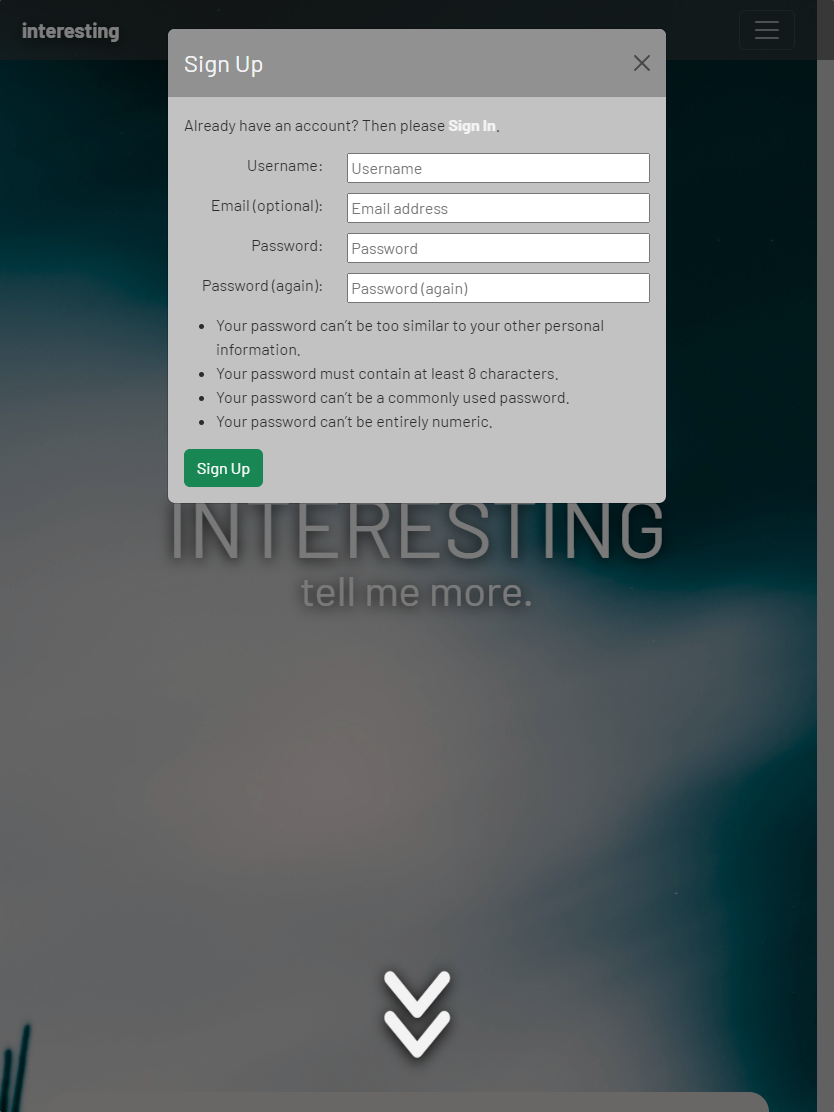 interesting
Sign Up
Already have an account? Then please Sign In.
Username:
Username
Email (optional):
Email address
Password:
Password
Password (again):
Password (again)
• Your password can’t be too similar to your other personal
information.
• Your password must contain at least 8 characters.
• Your password can’t be a commonly used password.
• Your password can’t be entirely numeric.
Sign Up
INTERESTING
tell me more.